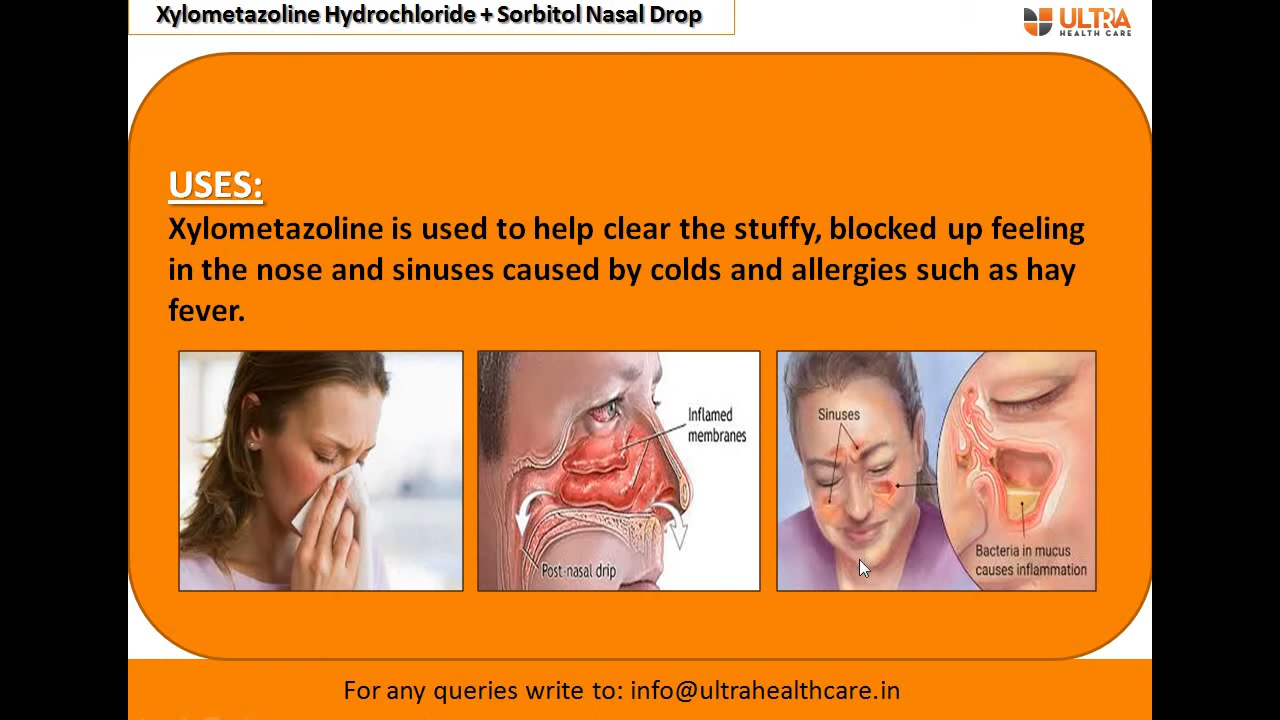 Xylometazoline Hydrochloride + Sorbitol Nasal Drop
ULTRA
HEALTH CARE
USES:
Xylometazoline is used to help clear the stuffy, blocked up feeling
in the nose and sinuses caused by colds and allergies such as hay
fever.
Inflamed
membranes
Post-nasal drip
Sinuses
Bacteria in mucus
causes inflammation
For any queries write to: info@ultrahealthcare.in